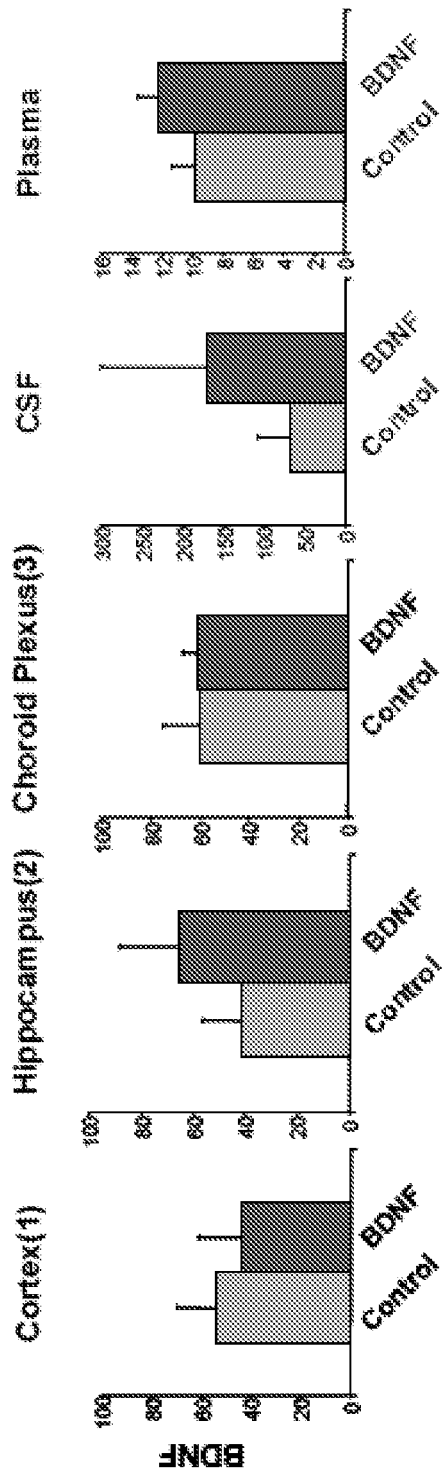 Cortex(1)
Hippocampus(2)
Choroid Plexus(3)
CSF
Plasma
BDNF
100
80
60
40
20
0
Control
BDNF
100
80
60
40
20
0
Control
BDNF
100
80
60
40
20
0
Control
BDNF
300
250
200
150
100
50
0
Control
BDNF
16
14
12
10
8
6
4
2
0
Control
BDNF